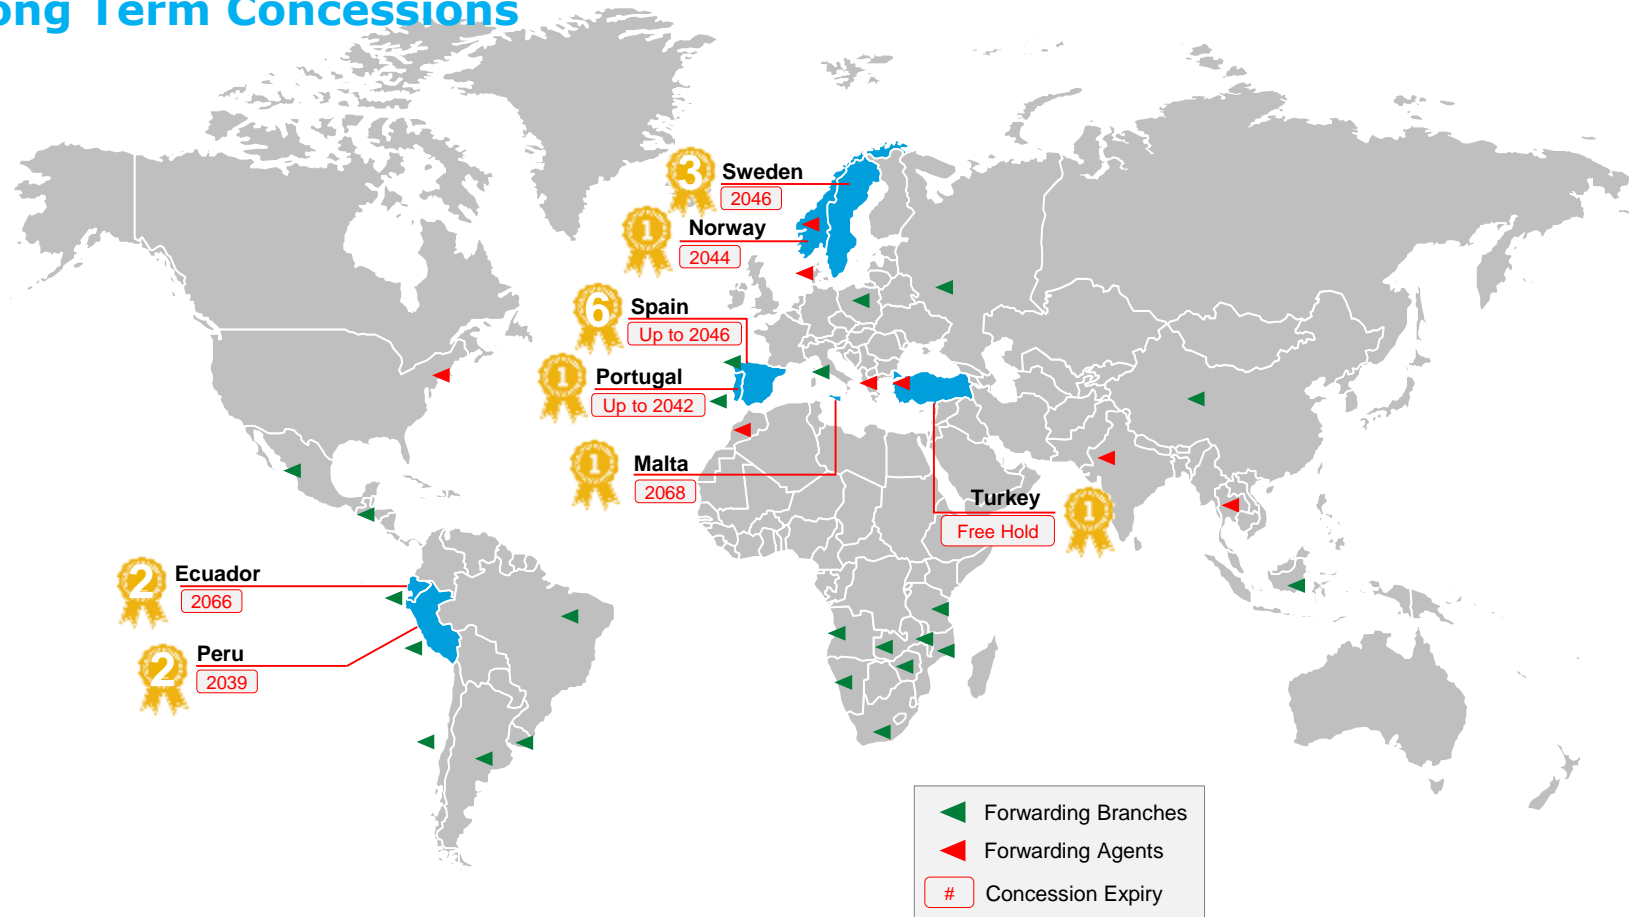 ong Term Concessions
3 Sweden
2046
1 Norway
2044
6 Spain
Up to 2046
1 Portugal
Up to 2042
1 Malta
2068
Turkey 1
Free Hold
2 Ecuador
2066
2 Peru
2039
Forwarding Branches
Forwarding Agents
# Concession Expiry